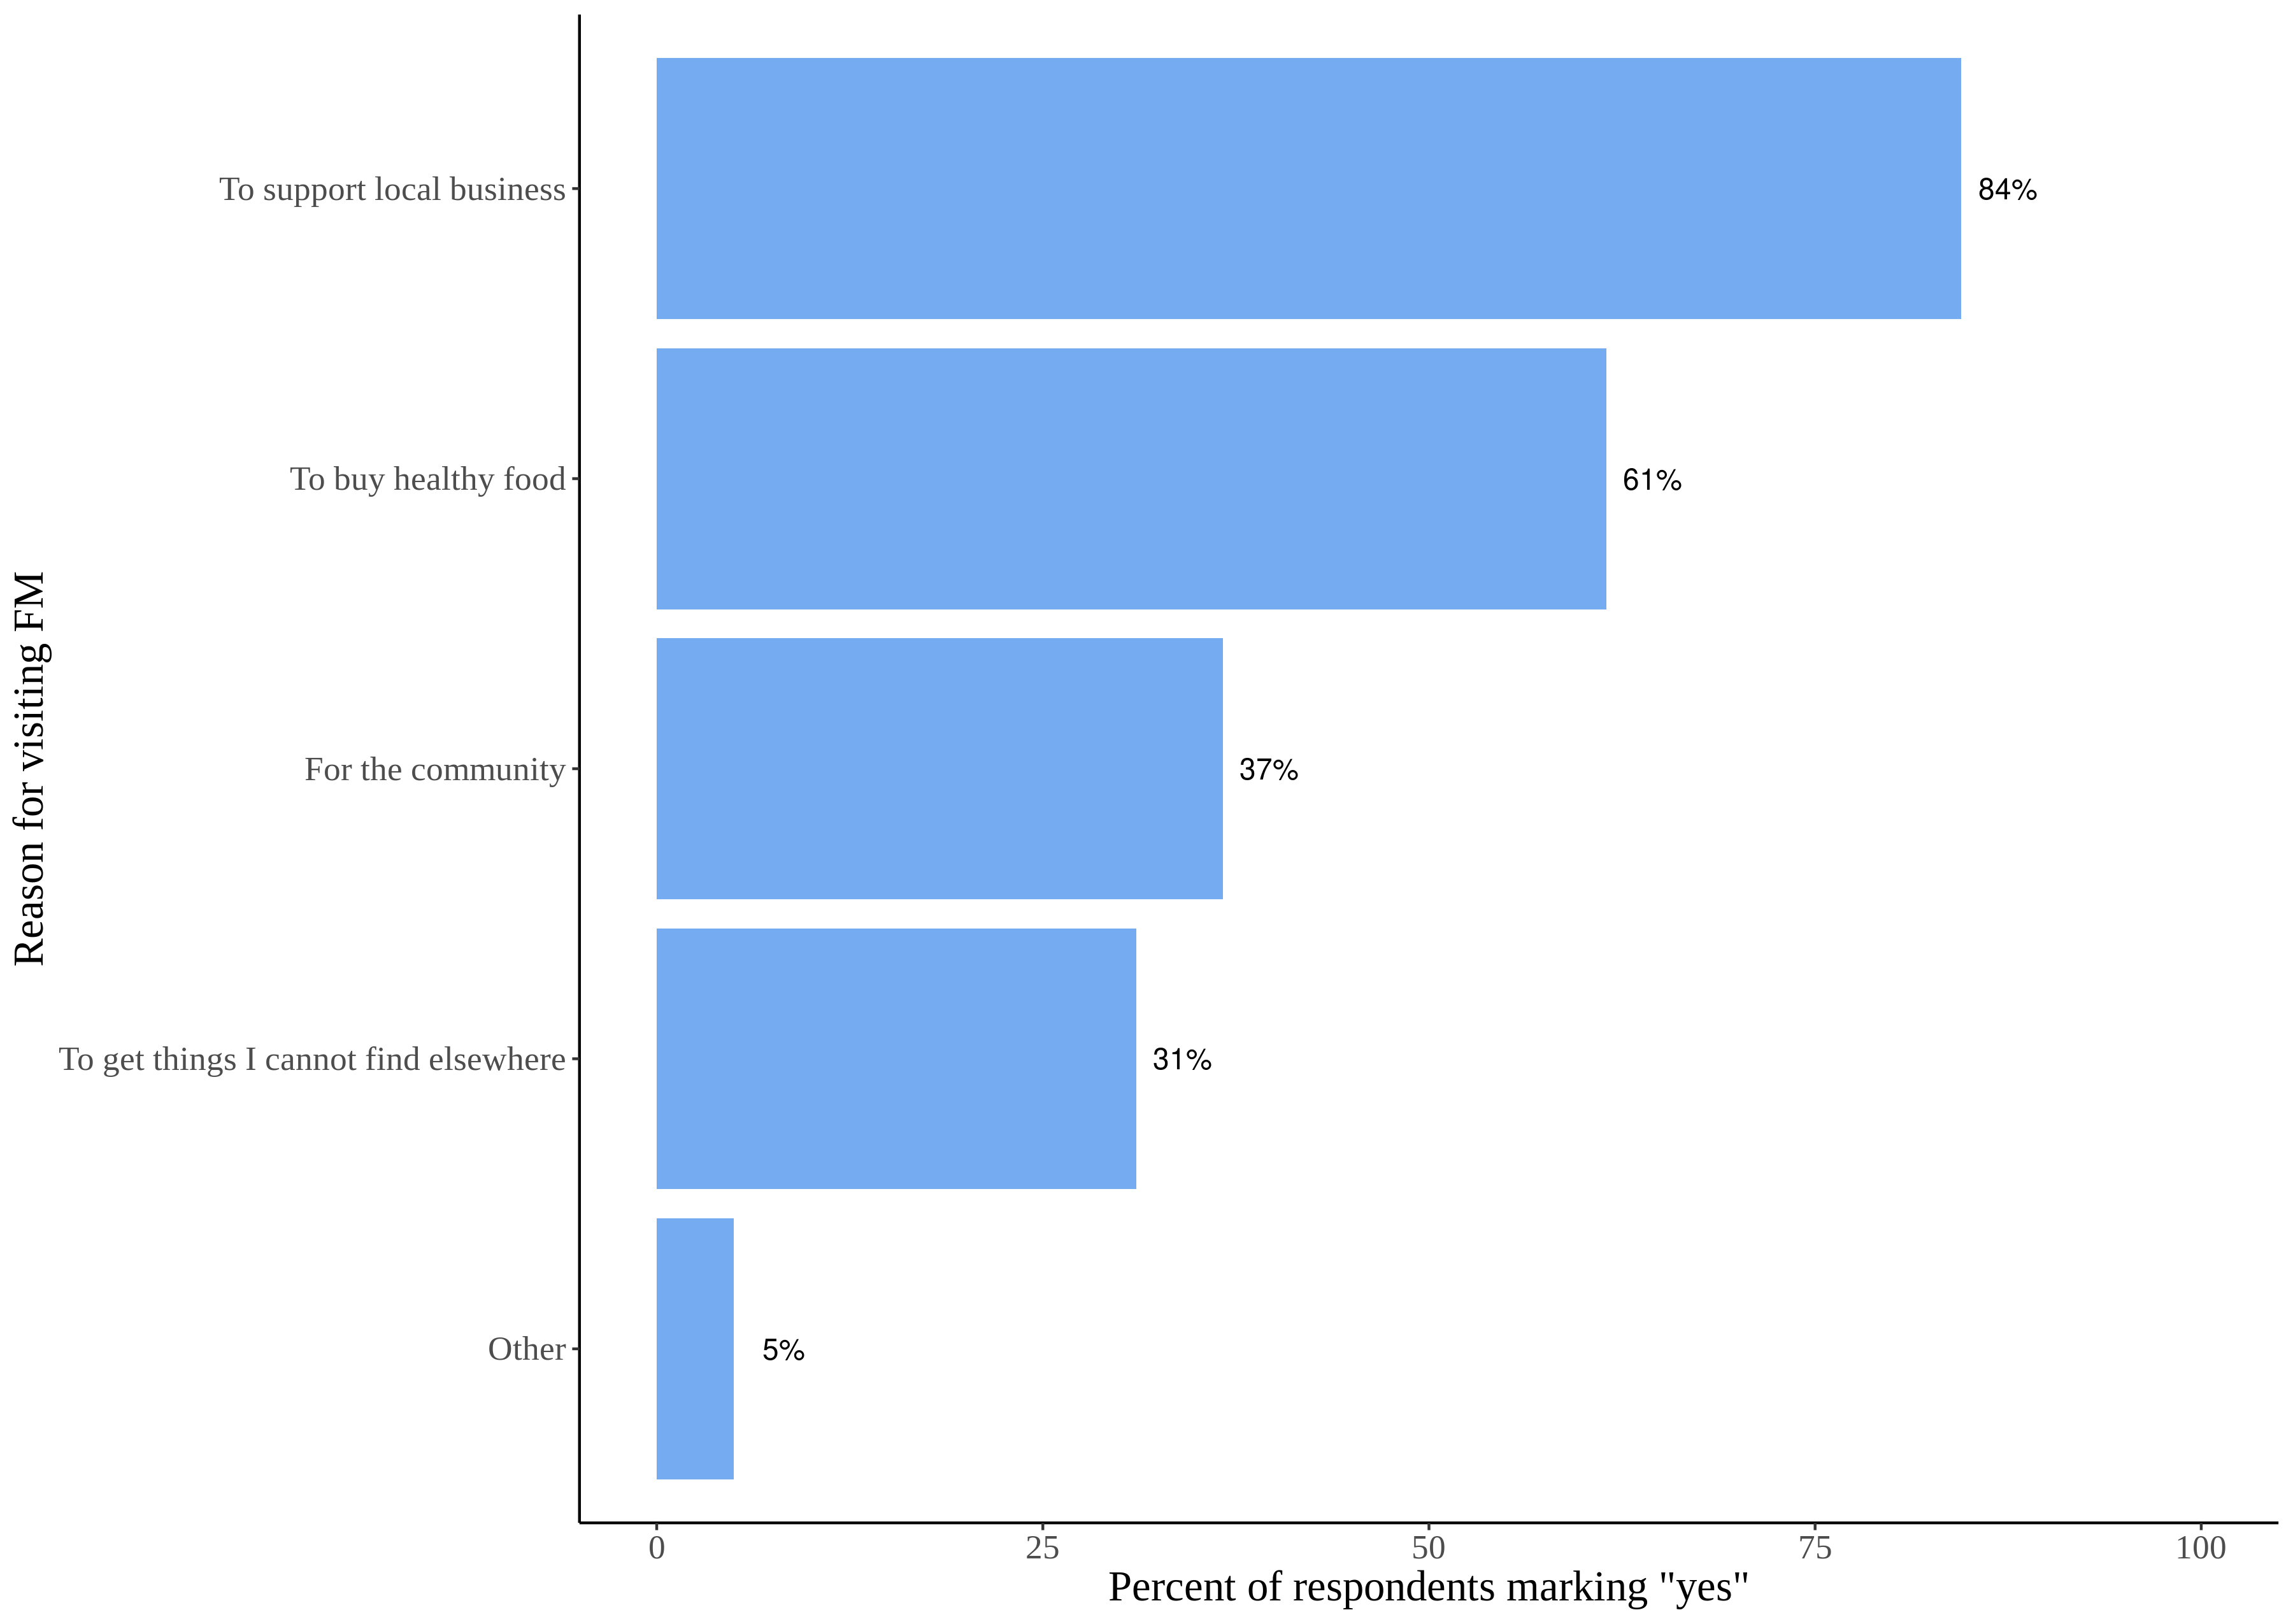 Reason for visiting FM
To support local business
84%
To buy healthy food
61%
For the community
37%
To get things I cannot find elsewhere
31%
Other
5%
0 25 50 75 100
Percent of respondents marking "yes"